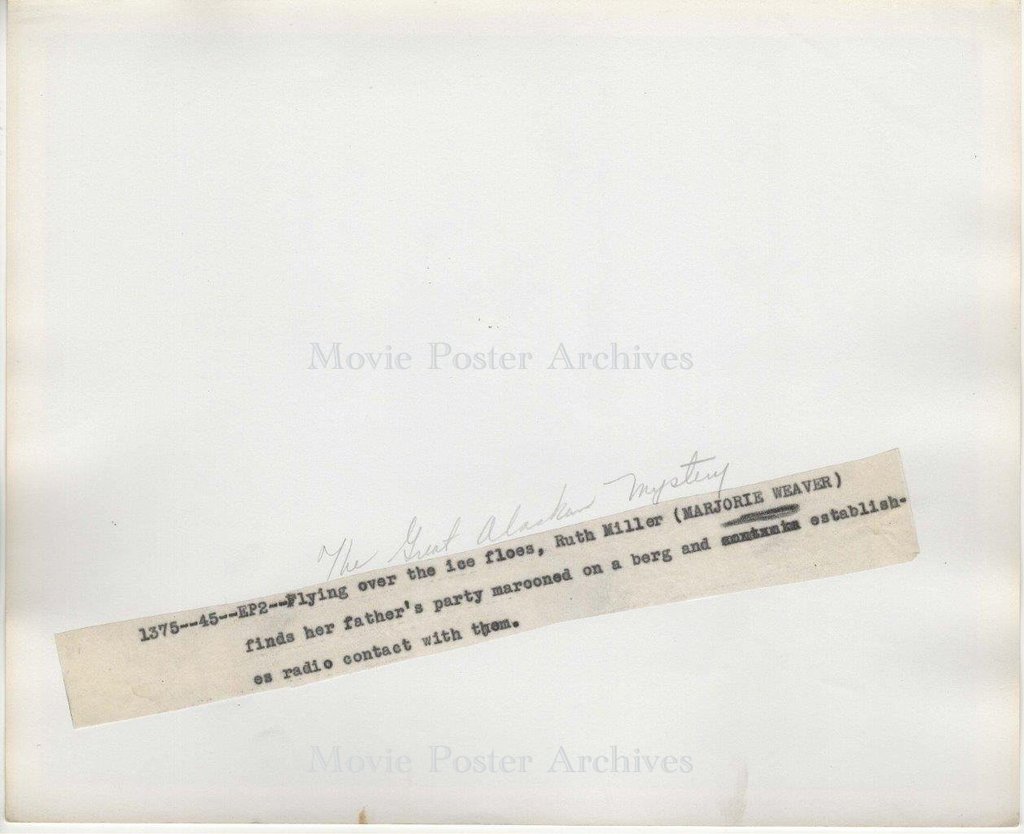 Movie Poster Archives
The Great Alaskan Mystery
1375--45--EP2--Flying over the ice floes, Ruth Miller (MARJORIE WEAVER)
finds her father's party marooned on a berg and establish-
es radio contact with them.
Movie Poster Archives